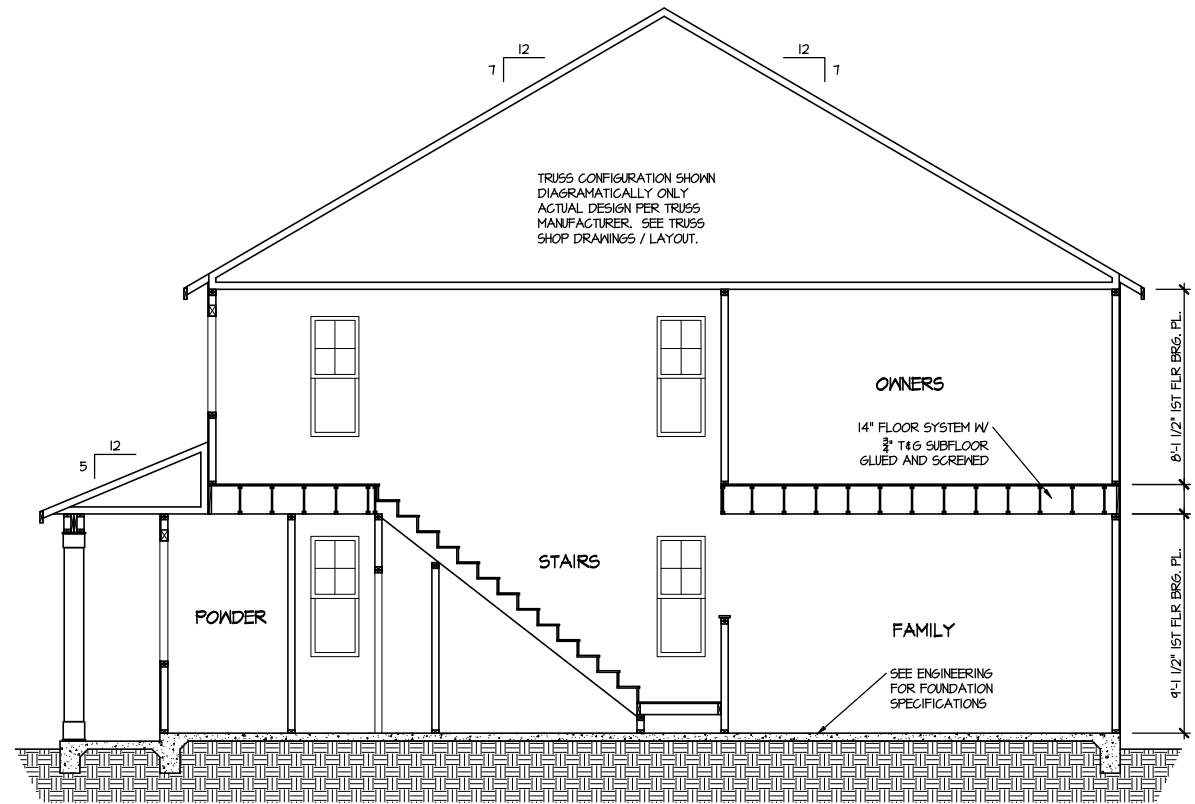 12
7
12
7
TRUSS CONFIGURATION SHOWN
DIAGRAMATICALLY ONLY
ACTUAL DESIGN PER TRUSS
MANUFACTURER. SEE TRUSS
SHOP DRAWINGS / LAYOUT.
8'-1 1/2" 1ST FLR BRG. PL.
OWNERS
14" FLOOR SYSTEM W/
3/4" T&G SUBFLOOR
GLUED AND SCREWED
12
5
STAIRS
POWDER
FAMILY
9'-1 1/2" 1ST FLR BRG. PL.
SEE ENGINEERING
FOR FOUNDATION
SPECIFICATIONS